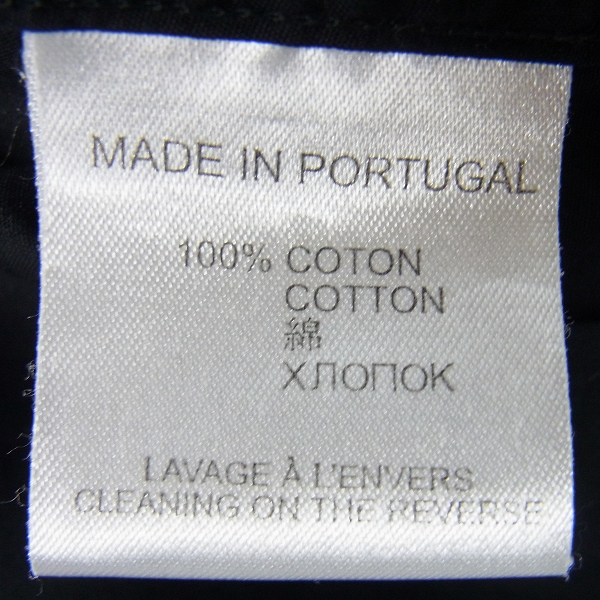 MADE IN PORTUGAL
100% COTON
COTTON
綿
ХЛОПОК
LAVAGE À L'ENVERS
CLEANING ON THE REVERSE